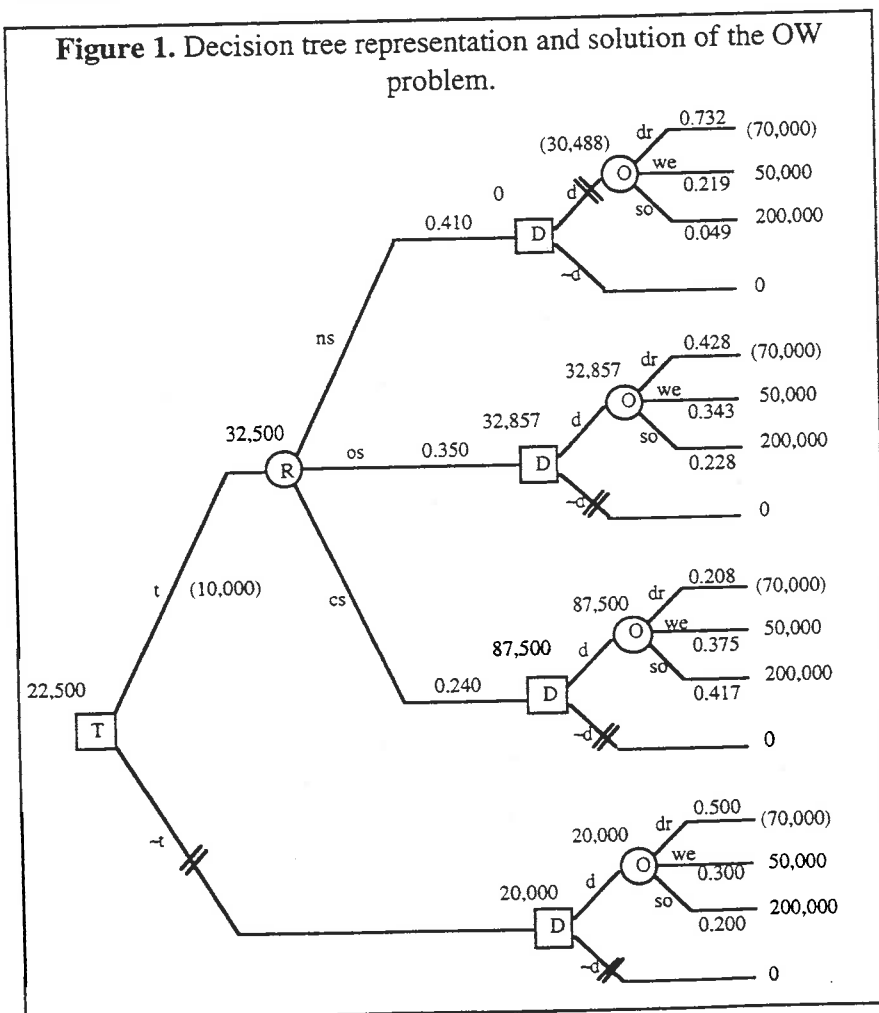 Figure 1. Decision tree representation and solution of the OW
problem.
0.732
dr
(70,000)
(30,488)
O
we
50,000
0.219
d
so
200,000
0.049
0
0.410
D
~d
0
ns
0.428
dr
(70,000)
32,857
O
we
50,000
0.343
32,857
d
so
200,000
0.228
32,500
R
os
0.350
D
~d
0
t
(10,000)
cs
0.208
dr
(70,000)
87,500
O
we
50,000
0.375
87,500
d
so
200,000
0.417
0.240
D
~d
0
22,500
T
~t
0.500
dr
(70,000)
20,000
O
we
50,000
0.300
20,000
d
so
200,000
0.200
D
~d
0